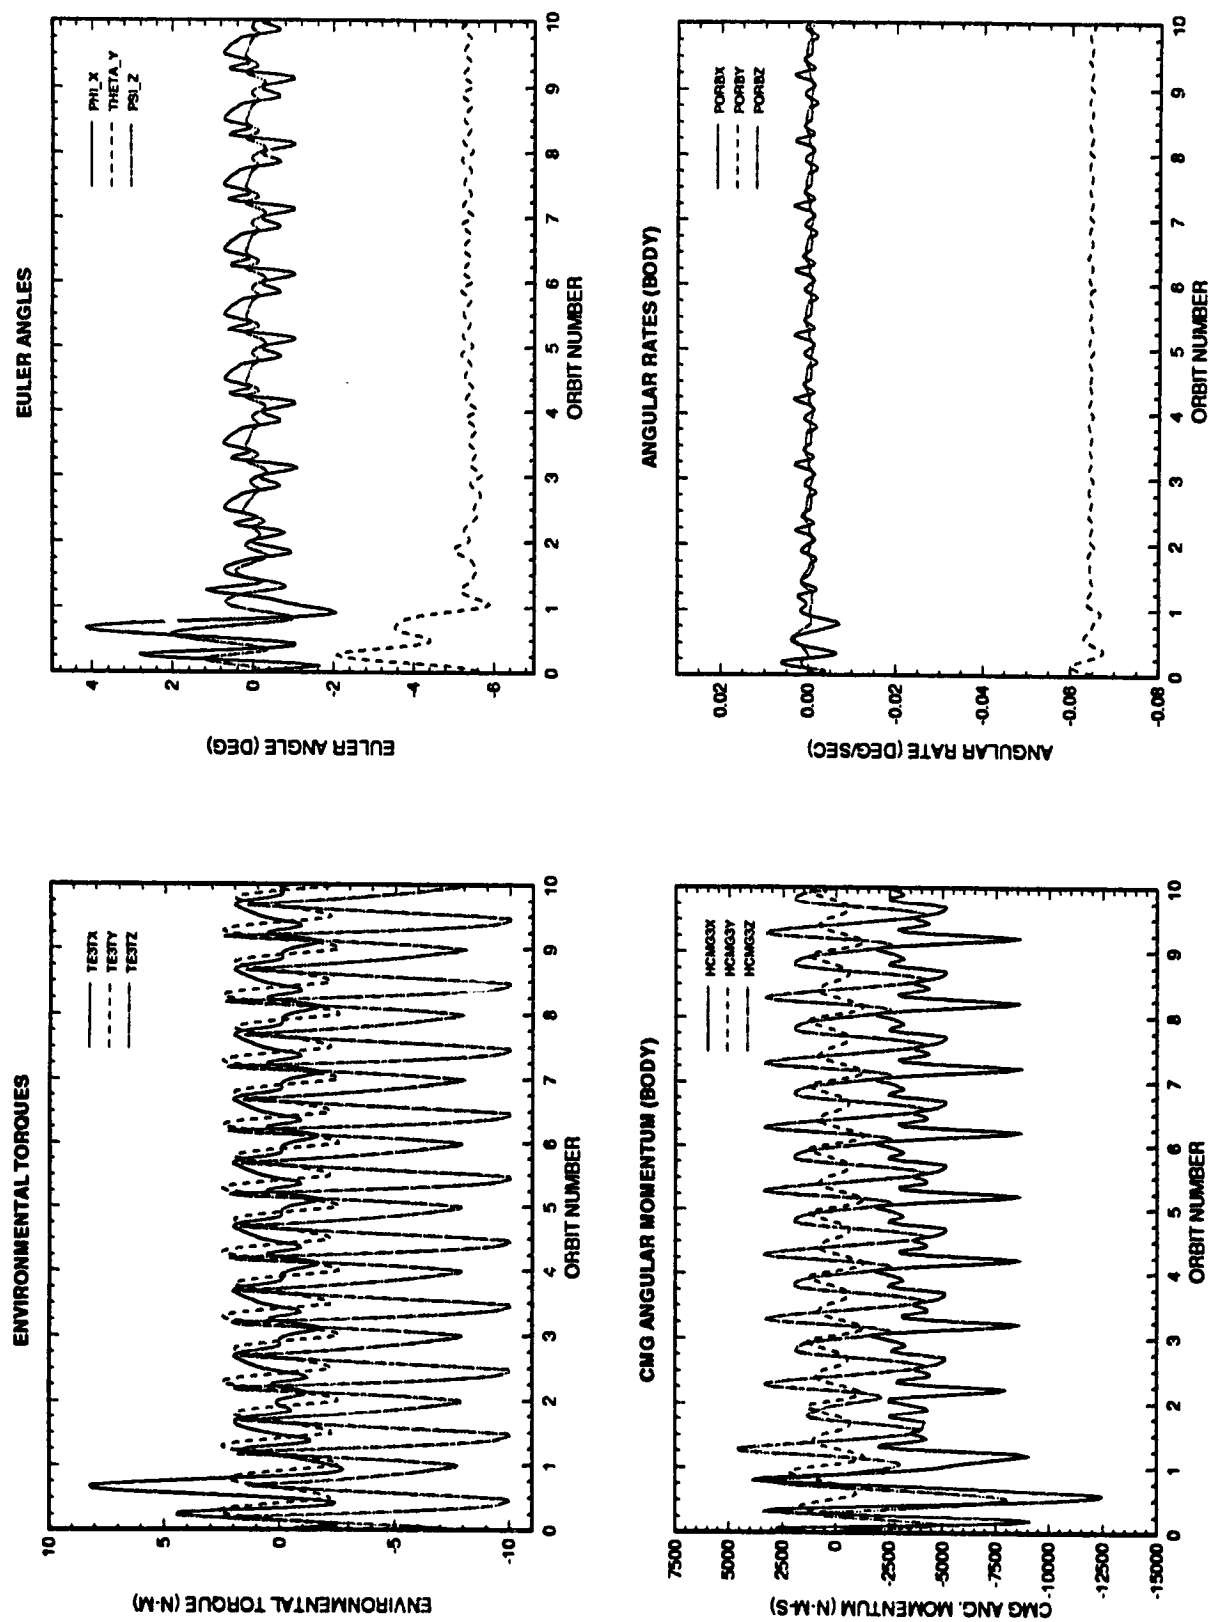 ENVIRONMENTAL TORQUES
TE3TX
TE3TY
TE3TZ
ENVIRONMENTAL TORQUE (N-M)
10
5
0
-5
-10
0 1 2 3 4 5 6 7 8 9 10
ORBIT NUMBER
EULER ANGLES
PHI_X
THETA_Y
PSI_Z
EULER ANGLE (DEG)
4
2
0
-2
-4
-6
0 1 2 3 4 5 6 7 8 9 10
ORBIT NUMBER
CMG ANGULAR MOMENTUM (BODY)
HCMG3X
HCMG3Y
HCMG3Z
CMG ANG. MOMENTUM (N-M-S)
7500
5000
2500
0
-2500
-5000
-7500
-10000
-12500
-15000
0 1 2 3 4 5 6 7 8 9 10
ORBIT NUMBER
ANGULAR RATES (BODY)
PORBX
PORBY
PORBZ
ANGULAR RATE (DEG/SEC)
0.02
0.00
-0.02
-0.04
-0.06
-0.08
0 1 2 3 4 5 6 7 8 9 10
ORBIT NUMBER